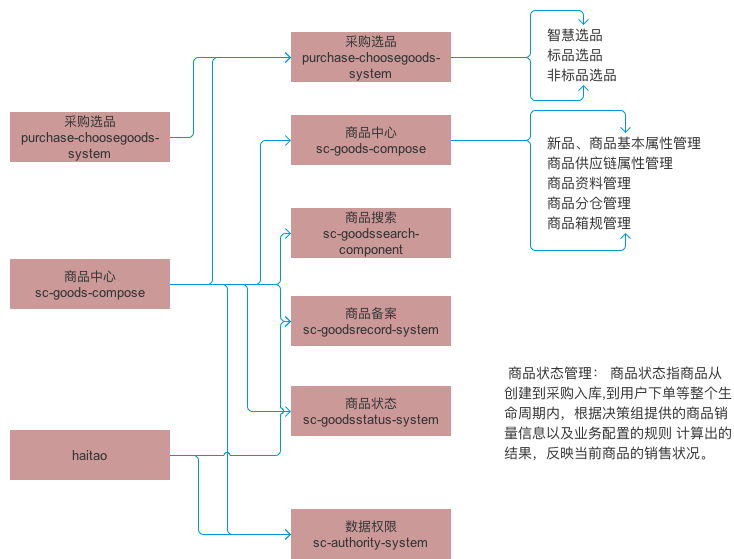 采购选品
purchase-choosegoods-
system
商品中心
sc-goods-compose
haitao
采购选品
purchase-choosegoods-
system
商品中心
sc-goods-compose
商品搜索
sc-goodssearch-
component
商品备案
sc-goodsrecord-system
商品状态
sc-goodsstatus-system
数据权限
sc-authority-system
智慧选品
标品选品
非标品选品
新品、商品基本属性管理
商品供应链属性管理
商品资料管理
商品分仓管理
商品箱规管理
商品状态管理： 商品状态指商品从
创建到采购入库,到用户下单等整个生
命周期内，根据决策组提供的商品销
量信息以及业务配置的规则 计算出的
结果，反映当前商品的销售状况。